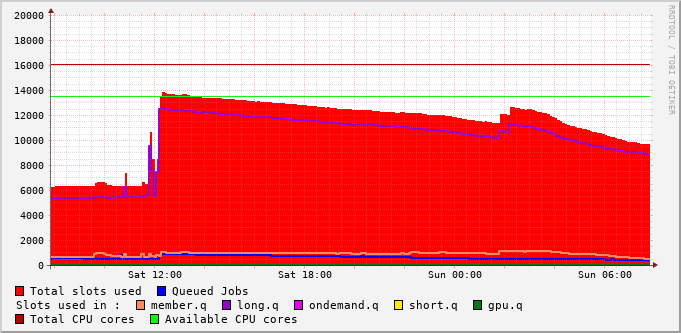 20000
18000
16000
14000
12000
10000
8000
6000
4000
2000
0
Sat 12:00 Sat 18:00 Sun 00:00 Sun 06:00
RRDTOOL / TOBI OETIKER
Total slots used Queued Jobs
Slots used in : member.q long.q ondemand.q short.q gpu.q
Total CPU cores Available CPU cores